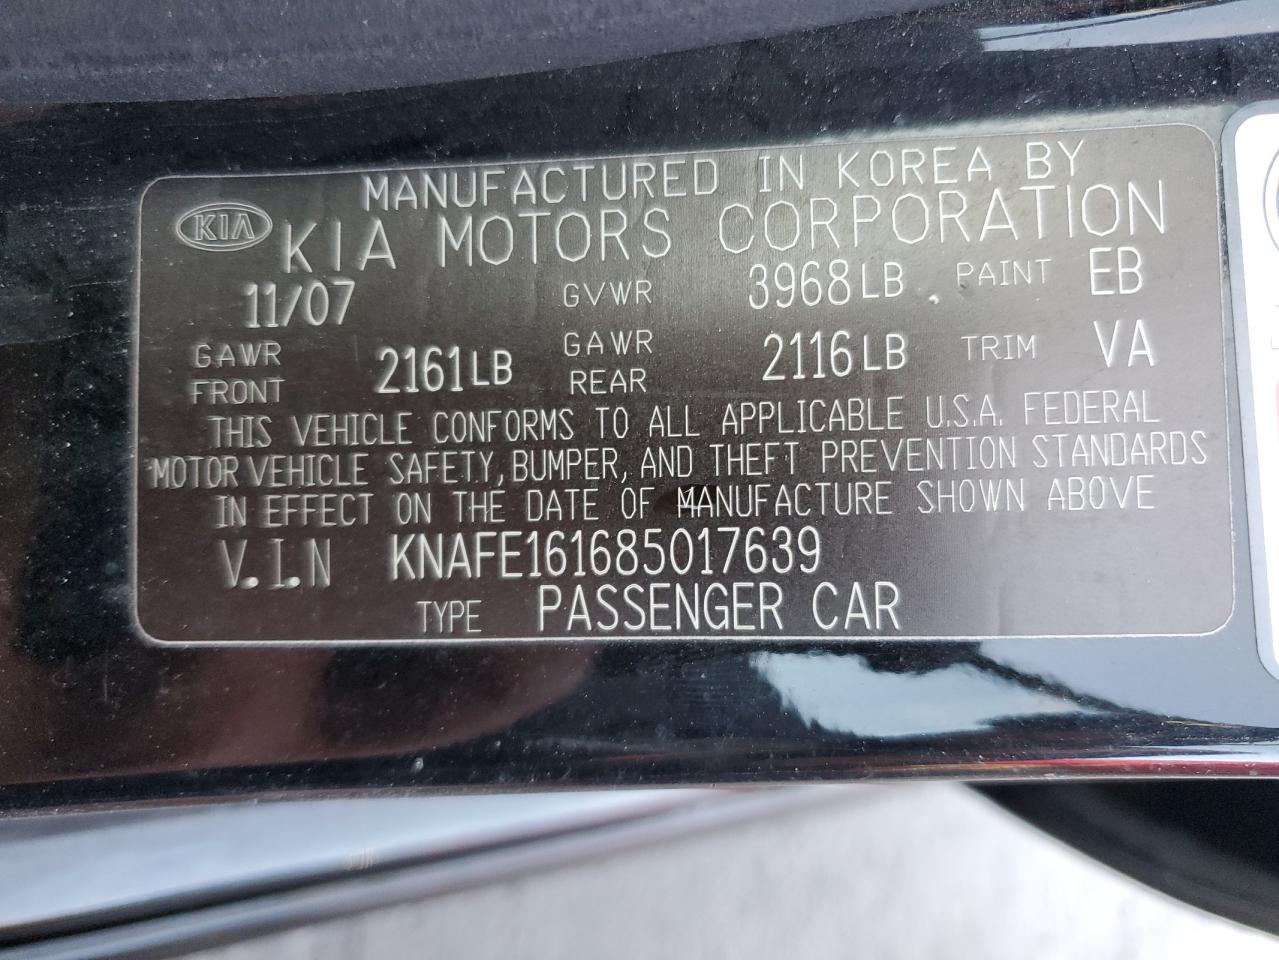 MANUFACTURED IN KOREA BY
KIA KIA MOTORS CORPORATION
11/07 GVWR 3968LB PAINT EB
GAWR FRONT 2161LB GAWR REAR 2116LB TRIM VA
THIS VEHICLE CONFORMS TO ALL APPLICABLE U.S.A. FEDERAL
MOTOR VEHICLE SAFETY, BUMPER, AND THEFT PREVENTION STANDARDS
IN EFFECT ON THE DATE OF MANUFACTURE SHOWN ABOVE
V.I.N KNAFE161685017639
TYPE PASSENGER CAR